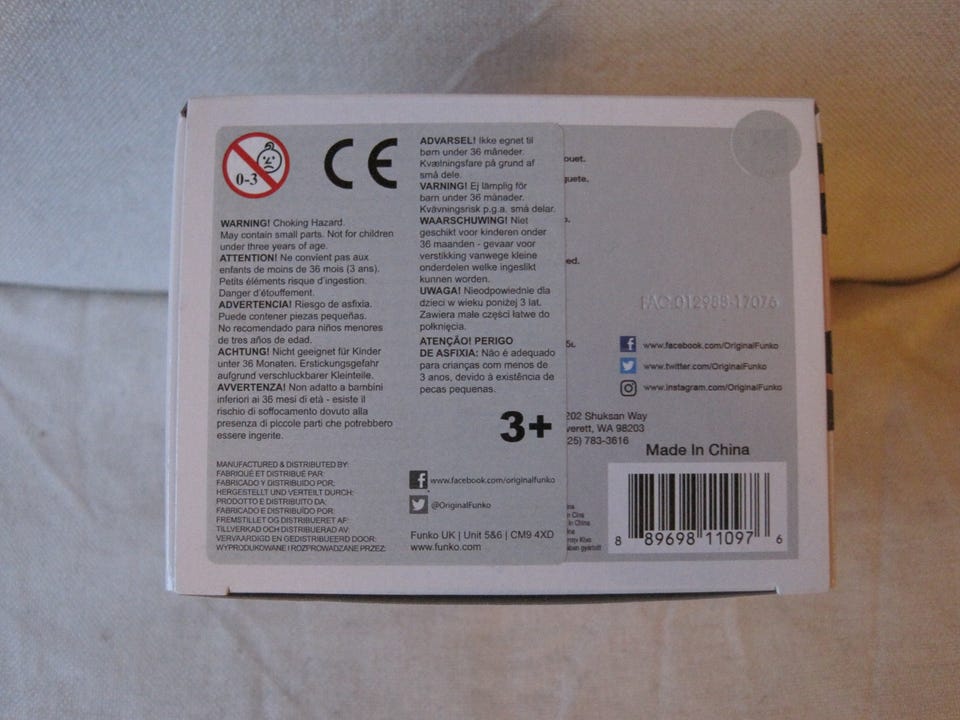 0-3
CE
WARNING! Choking Hazard.
May contain small parts. Not for children
under three years of age.
ATTENTION! Ne convient pas aux
enfants de moins de 36 mois (3 ans).
Petits éléments risque d'ingestion.
Danger d'étouffement.
ADVERTENCIA! Riesgo de asfixia.
Puede contener piezas pequeñas.
No recomendado para niños menores
de tres años de edad.
ACHTUNG! Nicht geeignet für Kinder
unter 36 Monaten. Erstickungsgefahr
aufgrund verschluckbarer Kleinteile.
AVVERTENZA! Non adatto a bambini
inferiori ai 36 mesi di età - esiste il
rischio di soffocamento dovuto alla
presenza di piccole parti che potrebbero
essere ingente.
MANUFACTURED & DISTRIBUTED BY:
FABRIQUÉ ET DISTRIBUÉ PAR:
FABRICADO Y DISTRIBUIDO POR:
HERGESTELLT UND VERTEILT DURCH:
PRODOTTO E DISTRIBUITO DA:
FABRICADO E DISTRIBUÍDO POR:
FREMSTILLET OG DISTRIBUERET AF:
TILLVERKAD OCH DISTRIBUERAD AV:
VERVAARDIGD EN GEDISTRIBUEERD DOOR:
WYPRODUKOWANE I ROZPROWADZANE PRZEZ:
ADVARSEL! Ikke egnet til
børn under 36 måneder.
Kvælningsfare på grund af
små dele.
VARNING! Ej lämplig för
barn under 36 månader.
Kvävningsrisk p.g.a. små delar.
WAARSCHUWING! Niet
geschikt voor kinderen onder
36 maanden - gevaar voor
verstikking vanwege kleine
onderdelen welke ingeslikt
kunnen worden.
UWAGA! Nieodpowiednie dla
dzieci w wieku poniżej 3 lat.
Zawiera małe części łatwe do
połknięcia.
ATENÇÃO! PERIGO
DE ASFIXIA: Não é adequado
para crianças com menos de
3 anos, devido à existência de
pecas pequenas.
3+
www.facebook.com/originalfunko
@OriginalFunko
Funko UK | Unit 5&6 | CM9 4XD
www.funko.com
ouet.
guete.
ed.
FAC-012988-17076
www.facebook.com/OriginalFunko
www.twitter.com/OriginalFunko
www.instagram.com/OriginalFunko
202 Shuksan Way
verett, WA 98203
25) 783-3616
Made In China
8 89698 11097 6